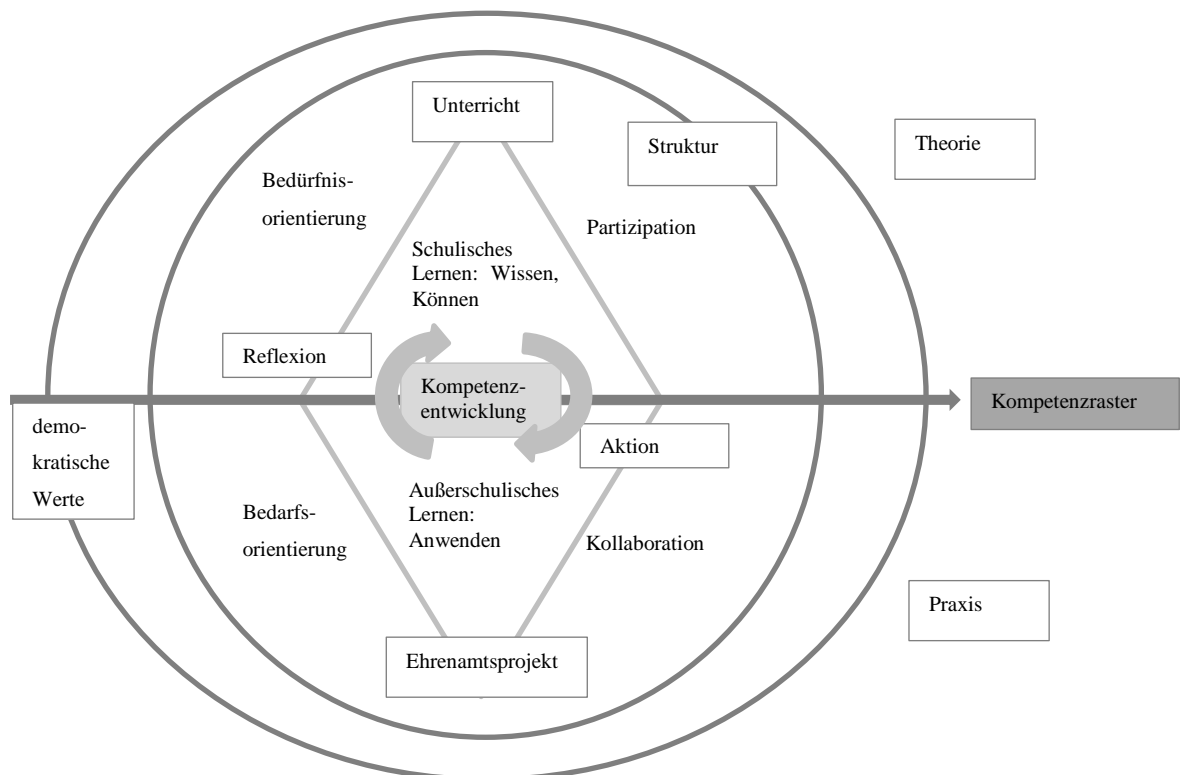 Unterricht
Struktur
Theorie
Bedürfnis-
orientierung
Partizipation
Schulisches
Lernen: Wissen,
Können
Reflexion
Kompetenz-
entwicklung
Kompetenzraster
demo-
kratische
Werte
Aktion
Außerschulisches
Lernen:
Anwenden
Bedarfs-
orientierung
Kollaboration
Praxis
Ehrenamtsprojekt